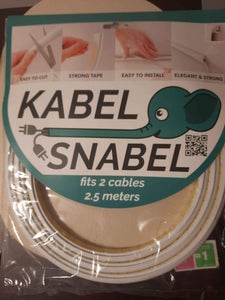 EASY TO CUT
STRONG TAPE
EASY TO INSTALL
ELEGANT & STRONG
KABEL
SNABEL
fits 2 cables
2.5 meters